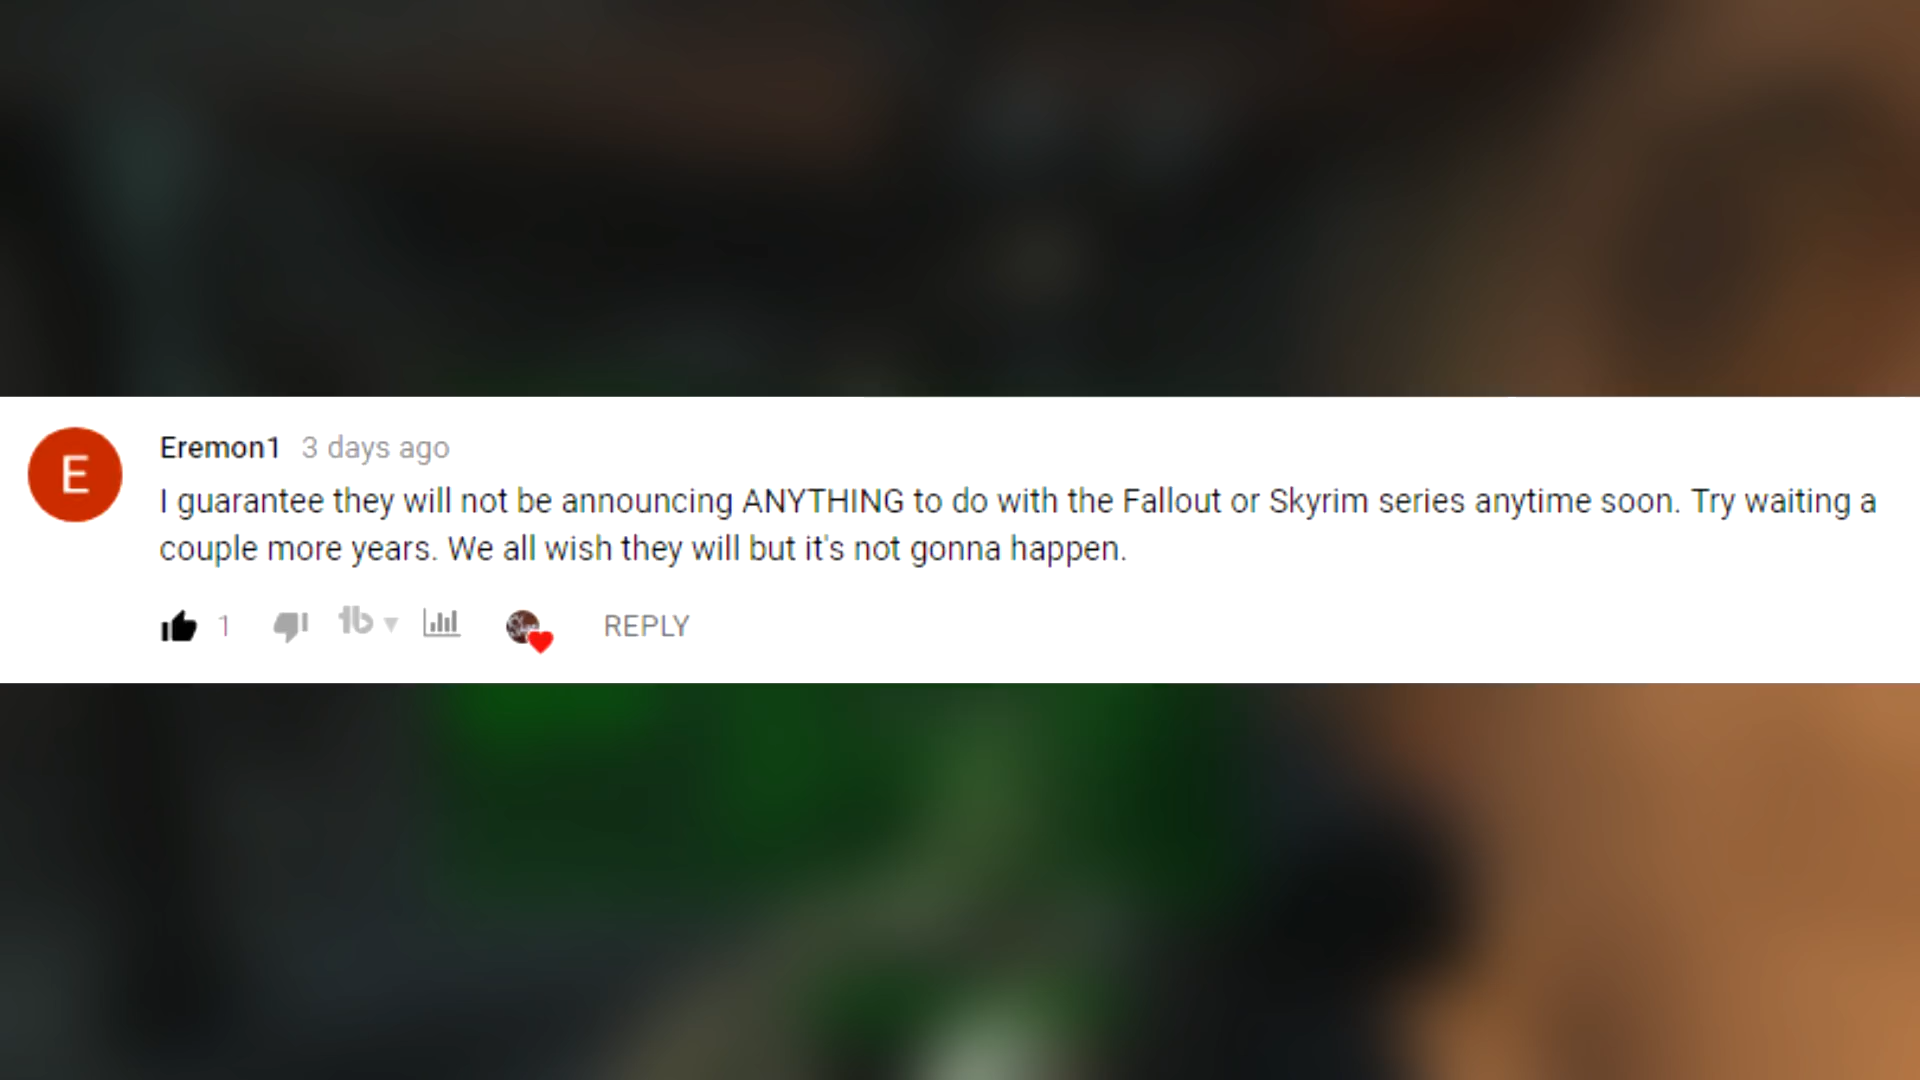 E
Eremon1 3 days ago
I guarantee they will not be announcing ANYTHING to do with the Fallout or Skyrim series anytime soon. Try waiting a
couple more years. We all wish they will but it's not gonna happen.
1 REPLY